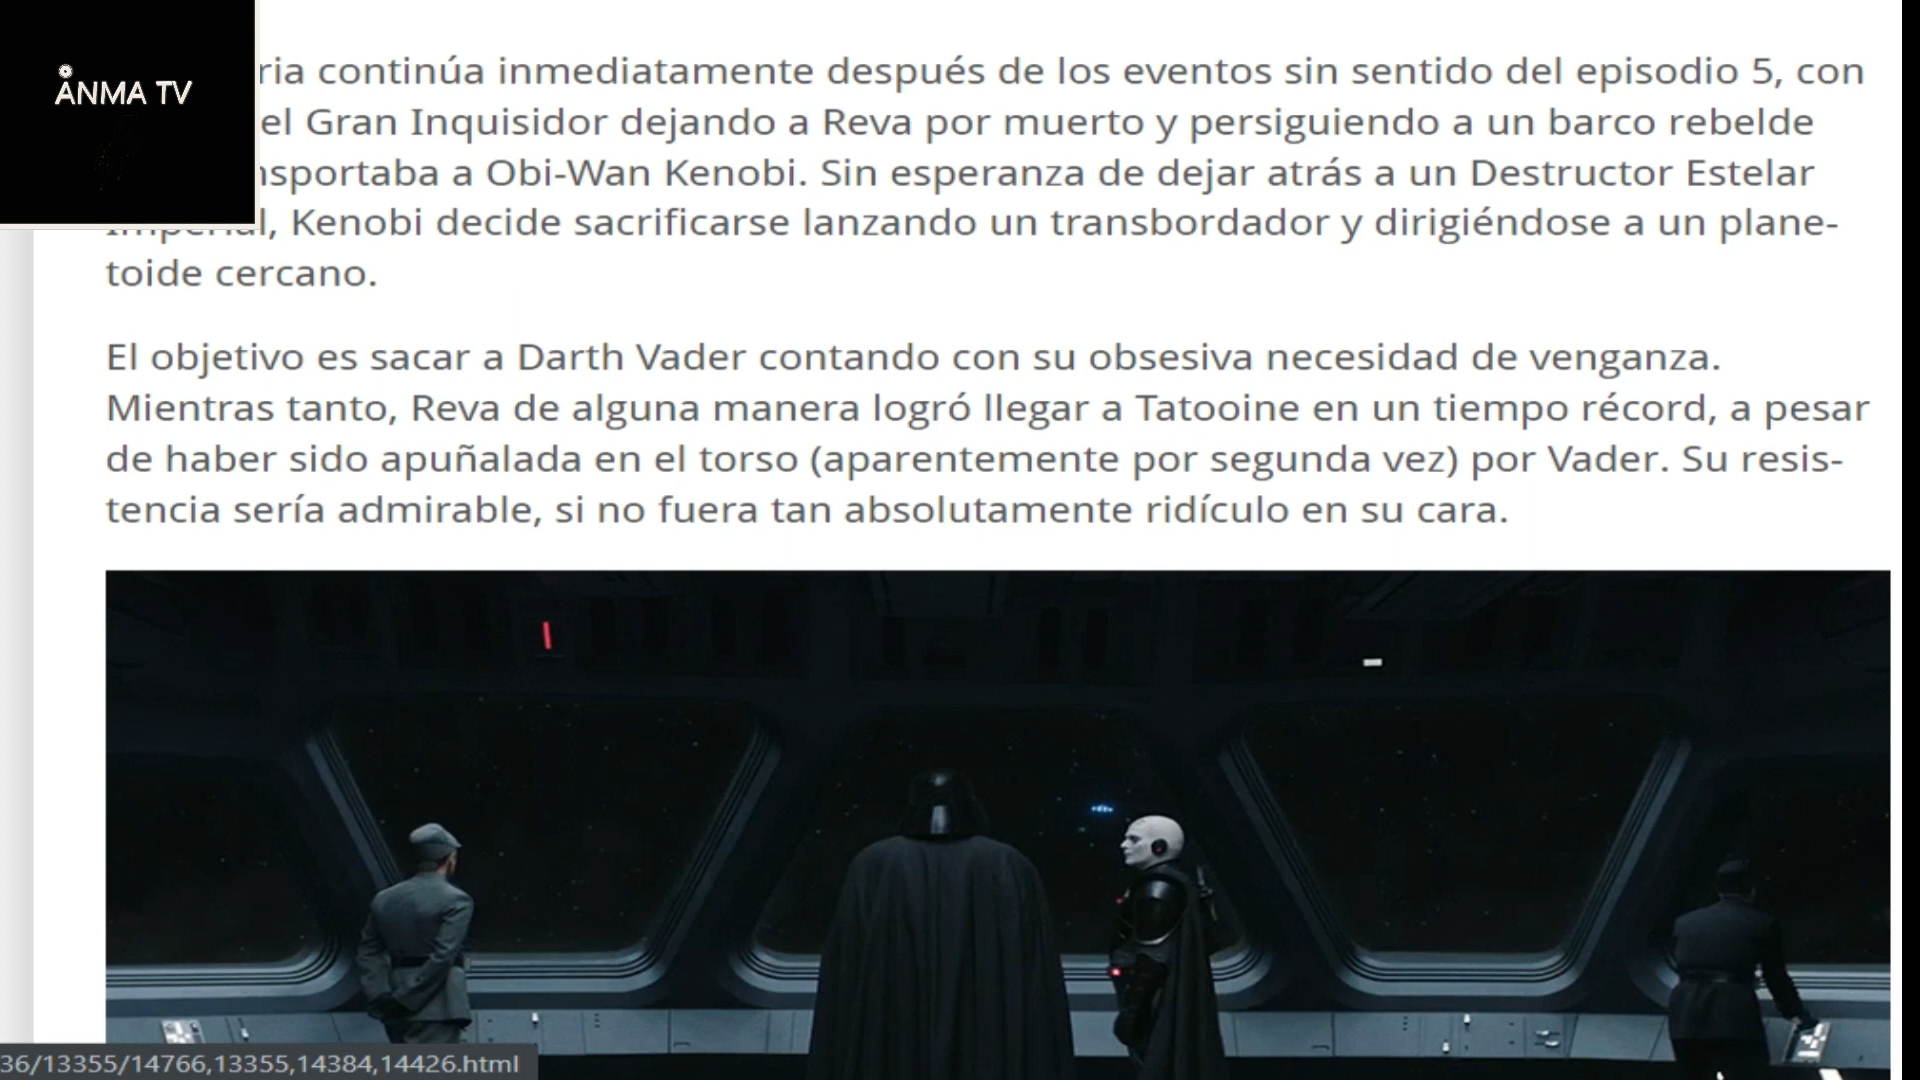 ÅNMA TV
ria continúa inmediatamente después de los eventos sin sentido del episodio 5, con
el Gran Inquisidor dejando a Reva por muerto y persiguiendo a un barco rebelde
nsportaba a Obi-Wan Kenobi. Sin esperanza de dejar atrás a un Destructor Estelar
Imperial, Kenobi decide sacrificarse lanzando un transbordador y dirigiéndose a un plane-
toide cercano.
El objetivo es sacar a Darth Vader contando con su obsesiva necesidad de venganza.
Mientras tanto, Reva de alguna manera logró llegar a Tatooine en un tiempo récord, a pesar
de haber sido apuñalada en el torso (aparentemente por segunda vez) por Vader. Su resis-
tencia sería admirable, si no fuera tan absolutamente ridículo en su cara.
36/13355/14766,13355,14384,14426.html